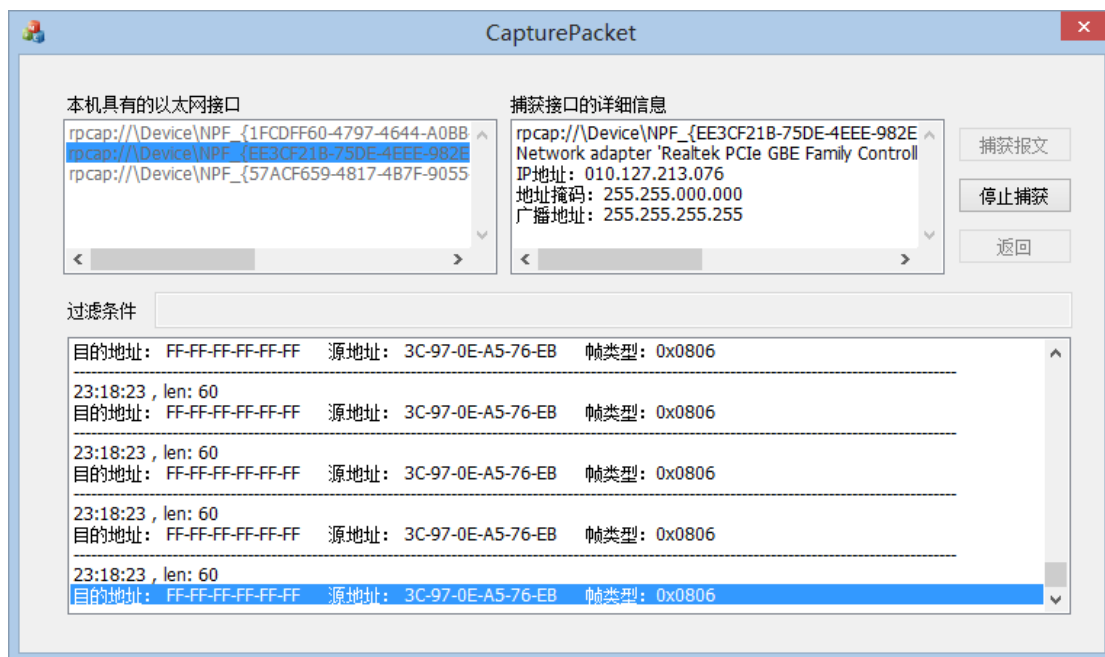 CapturePacket
本机具有的以太网接口
rpcap://\Device\NPF_{1FCDFF60-4797-4644-A0BB-
rpcap://\Device\NPF_{EE3CF21B-75DE-4EEE-982E
rpcap://\Device\NPF_{57ACF659-4817-4B7F-9055-
捕获接口的详细信息
rpcap://\Device\NPF_{EE3CF21B-75DE-4EEE-982E
Network adapter 'Realtek PCIe GBE Family Controll
IP地址：010.127.213.076
地址掩码：255.255.000.000
广播地址：255.255.255.255
捕获报文
停止捕获
返回
过滤条件
目的地址： FF-FF-FF-FF-FF-FF 源地址： 3C-97-0E-A5-76-EB 帧类型：0x0806
23:18:23 , len: 60
目的地址： FF-FF-FF-FF-FF-FF 源地址： 3C-97-0E-A5-76-EB 帧类型：0x0806
23:18:23 , len: 60
目的地址： FF-FF-FF-FF-FF-FF 源地址： 3C-97-0E-A5-76-EB 帧类型：0x0806
23:18:23 , len: 60
目的地址： FF-FF-FF-FF-FF-FF 源地址： 3C-97-0E-A5-76-EB 帧类型：0x0806
23:18:23 , len: 60
目的地址： FF-FF-FF-FF-FF-FF 源地址： 3C-97-0E-A5-76-EB 帧类型：0x0806